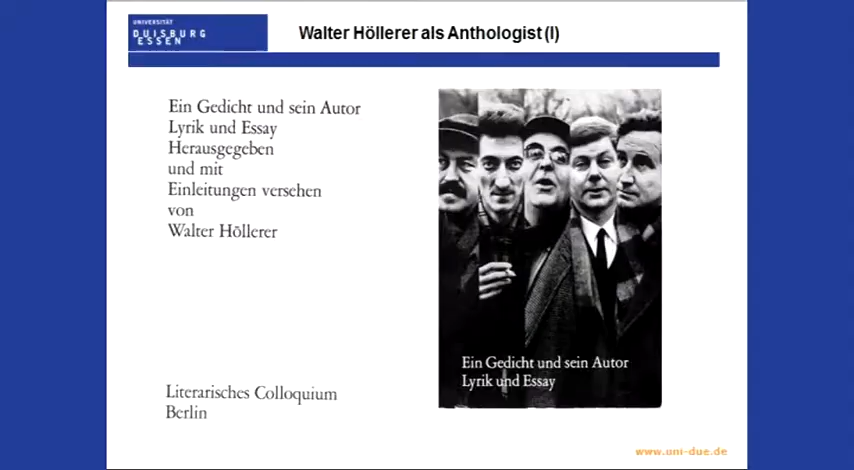 UNIVERSITÄT
DUISBURG
ESSEN
Walter Höllerer als Anthologist (I)
Ein Gedicht und sein Autor
Lyrik und Essay
Herausgegeben
und mit
Einleitungen versehen
von
Walter Höllerer
Literarisches Colloquium
Berlin
Ein Gedicht und sein Autor
Lyrik und Essay
www.uni-due.de